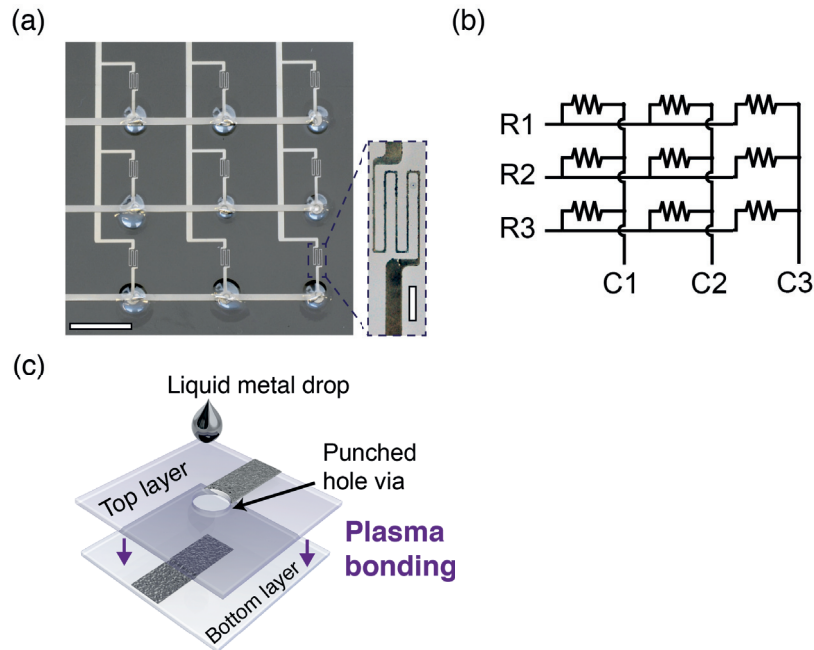 (a)
(b)
R1
R2
R3
C1 C2 C3
(c)
Liquid metal drop
Punched
hole via
Top layer
Plasma
bonding
Bottom layer